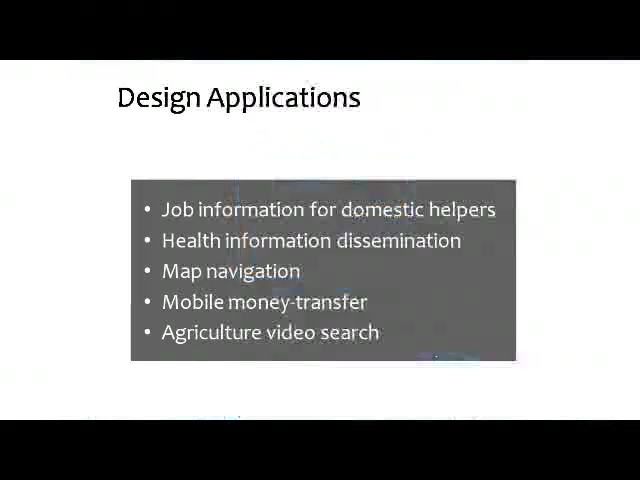 Design Applications
• Job information for domestic helpers
• Health information dissemination
• Map navigation
• Mobile money-transfer
• Agriculture video search